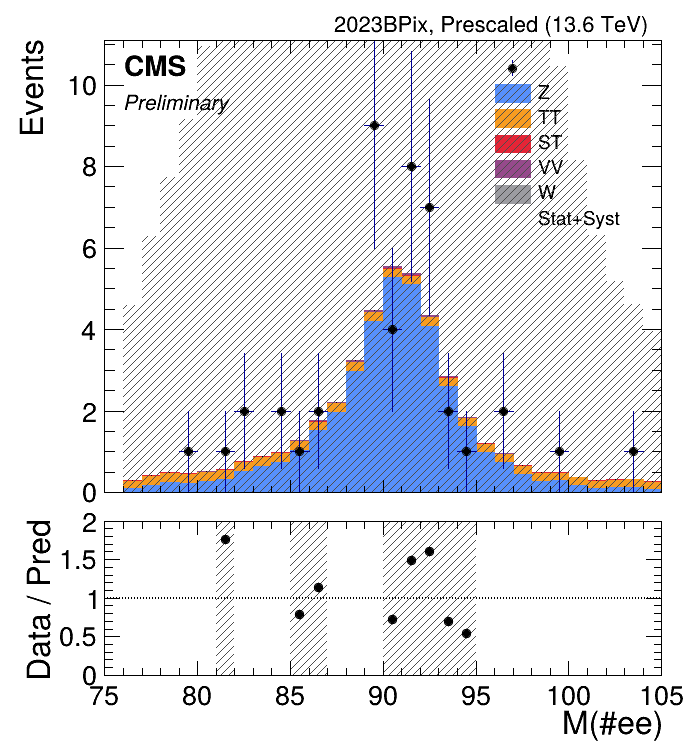 2023BPix, Prescaled (13.6 TeV)
CMS
Preliminary
Events
10
8
6
4
2
0
Z
TT
ST
VV
W
Stat+Syst
Data / Pred
2
1.5
1
0.5
0
75 80 85 90 95 100 105
M(#ee)